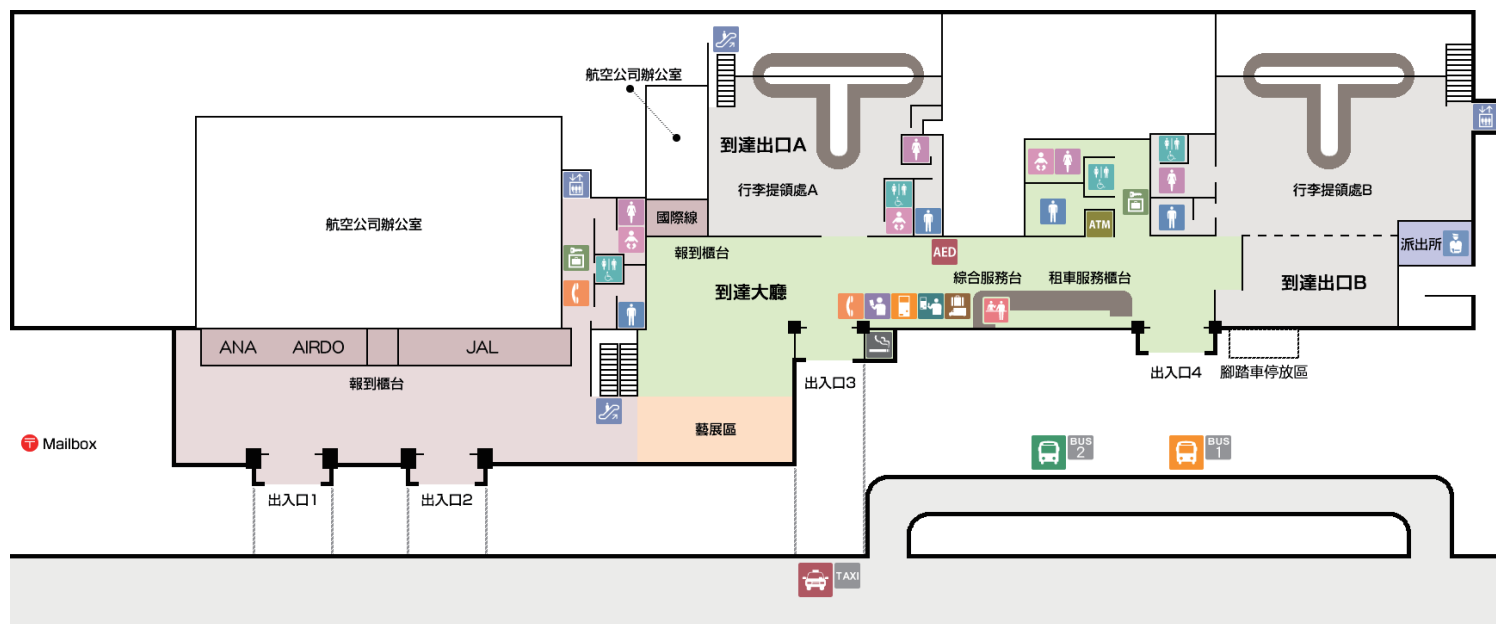 航空公司辦公室
到達出口A
行李提領處A
行李提領處B
航空公司辦公室
國際線
報到櫃台
ATM
AED
派出所
到達大廳
綜合服務台
租車服務櫃台
到達出口B
ANA
AIRDO
JAL
報到櫃台
出入口3
出入口4
腳踏車停放區
藝展區
Mailbox
BUS
2
BUS
1
出入口1
出入口2
TAXI